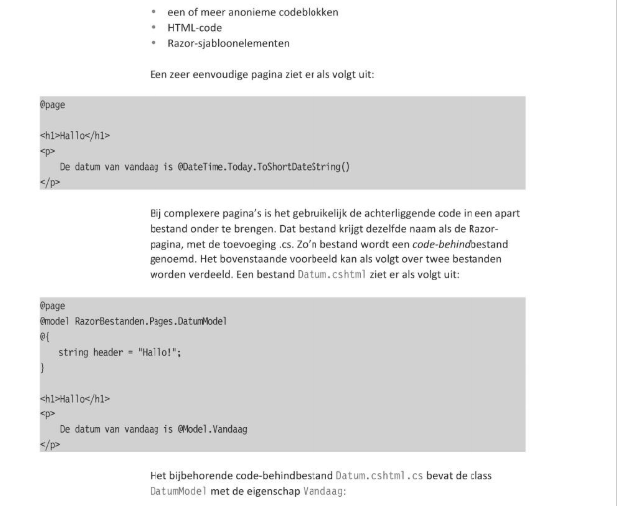 • een of meer anonieme codeblokken
• HTML-code
• Razor-sjabloonelementen
Een zeer eenvoudige pagina ziet er als volgt uit:
@page
<h1>Hallo</h1>
<p>
De datum van vandaag is @DateTime.Today.ToShortDateString()
</p>
Bij complexere pagina's is het gebruikelijk de achterliggende code in een apart
bestand onder te brengen. Dat bestand krijgt dezelfde naam als de Razor-
pagina, met de toevoeging .cs. Zo'n bestand wordt een code-behindbestand
genoemd. Het bovenstaande voorbeeld kan als volgt over twee bestanden
worden verdeeld. Een bestand Datum.cshtml ziet er als volgt uit:
@page
@model RazorBestanden.Pages.DatumModel
@{
string header = "Hallo!";
}
<h1>Hallo</h1>
<p>
De datum van vandaag is @Model.Vandaag
</p>
Het bijbehorende code-behindbestand Datum.cshtml.cs bevat de class
DatumModel met de eigenschap Vandaag: